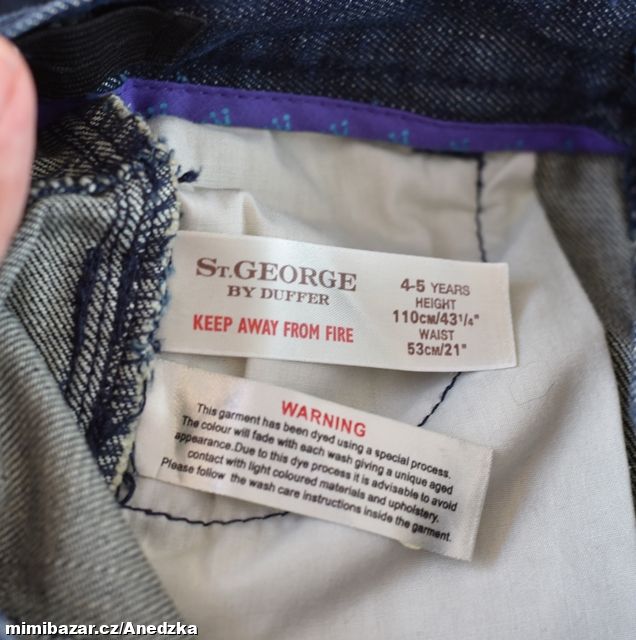 St.GEORGE
BY DUFFER
KEEP AWAY FROM FIRE
4-5 YEARS
HEIGHT
110CM/43¼"
WAIST
53CM/21"
WARNING
This garment has been dyed using a special process.
The colour will fade with each wash giving a unique aged
appearance.Due to this dye process it is advisable to avoid
contact with light coloured materials and upholstery.
Please follow the wash care instructions inside the garment.
mimibazar.cz/Anedzka